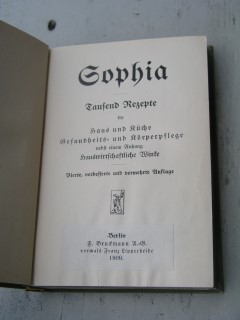 Sophia
Tausend Rezepte
für
Haus und Küche
Gesundheits- und Körperpflege
nebst einem Anhang
Hauswirtschaftliche Winke
Vierte, verbesserte und vermehrte Auflage
Berlin
F. Bruckmann A.-G.
vormals Franz Lipperheide
1909.